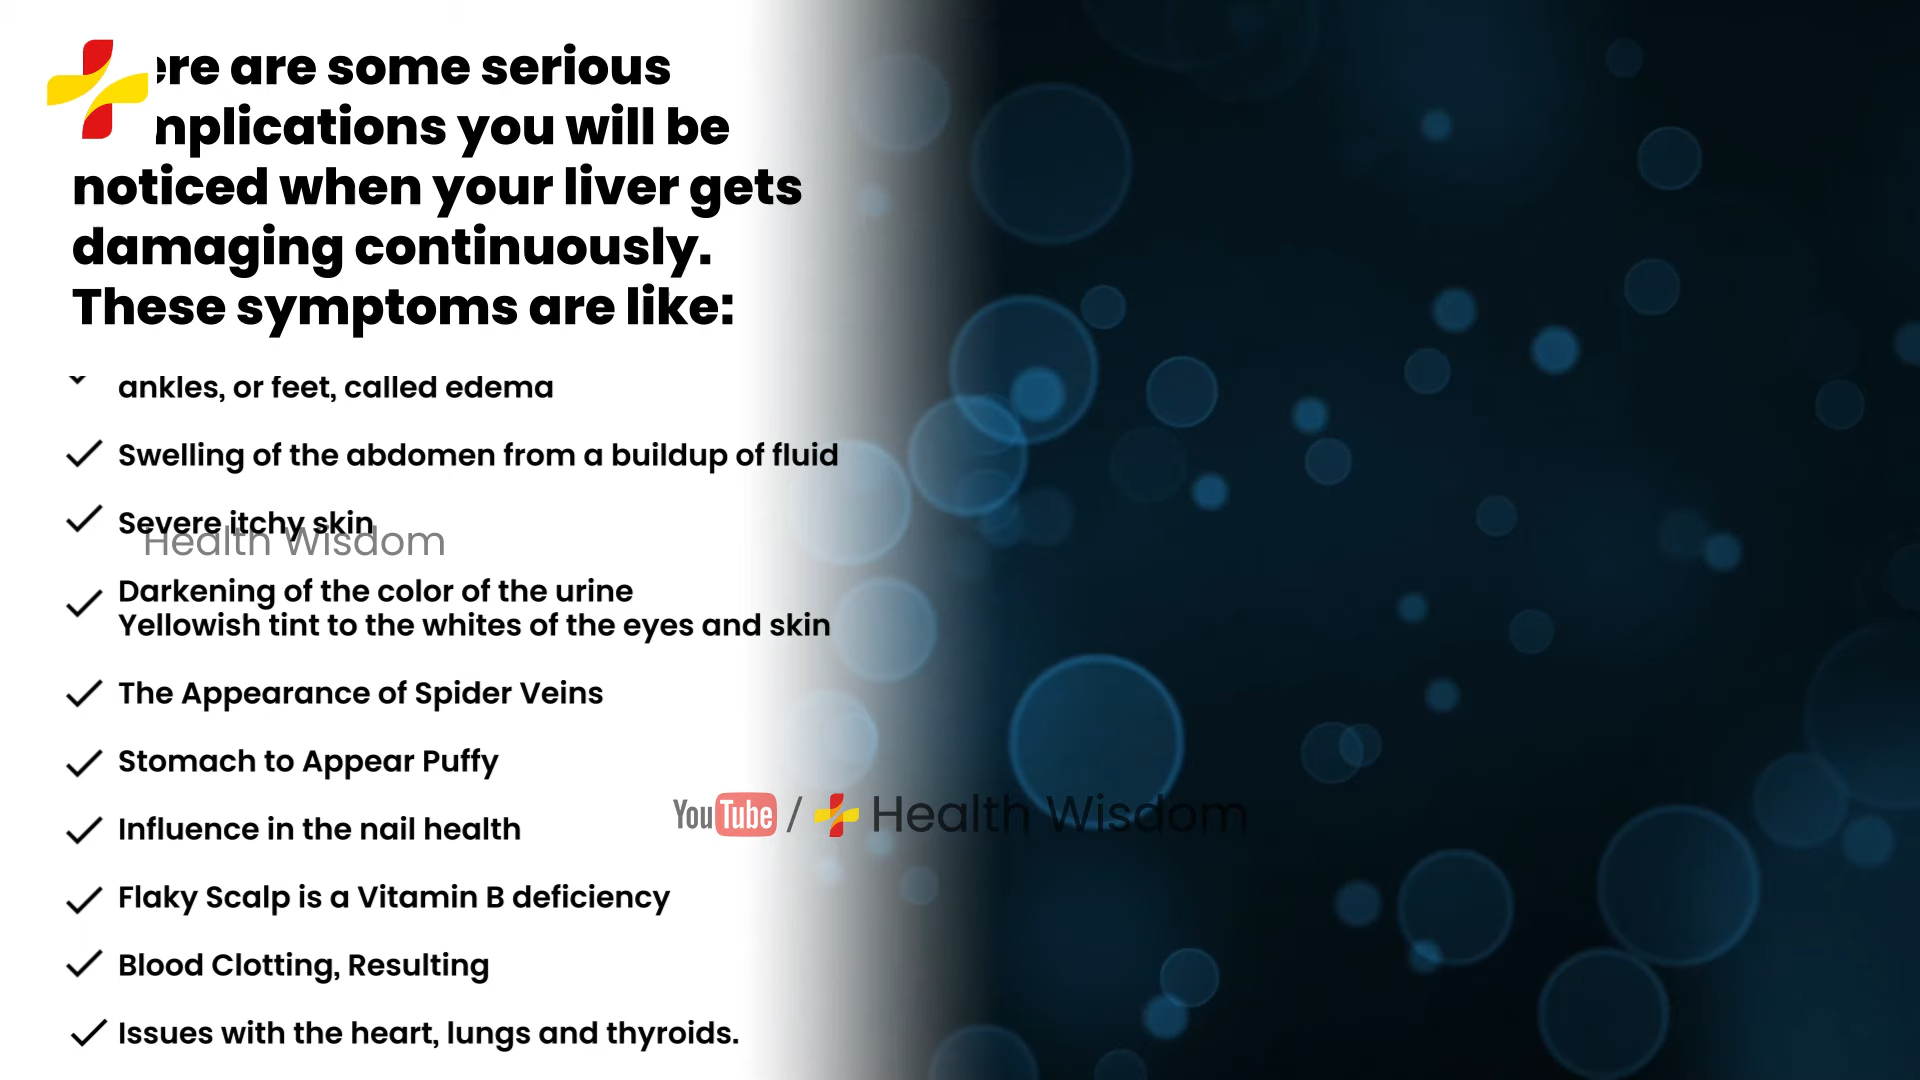 ere are some serious
mplications you will be
noticed when your liver gets
damaging continuously.
These symptoms are like:
ankles, or feet, called edema
Swelling of the abdomen from a buildup of fluid
Severe itchy skin
Health Wisdom
Darkening of the color of the urine
Yellowish tint to the whites of the eyes and skin
The Appearance of Spider Veins
Stomach to Appear Puffy
YouTube / Health Wisdom
Influence in the nail health
Flaky Scalp is a Vitamin B deficiency
Blood Clotting, Resulting
Issues with the heart, lungs and thyroids.